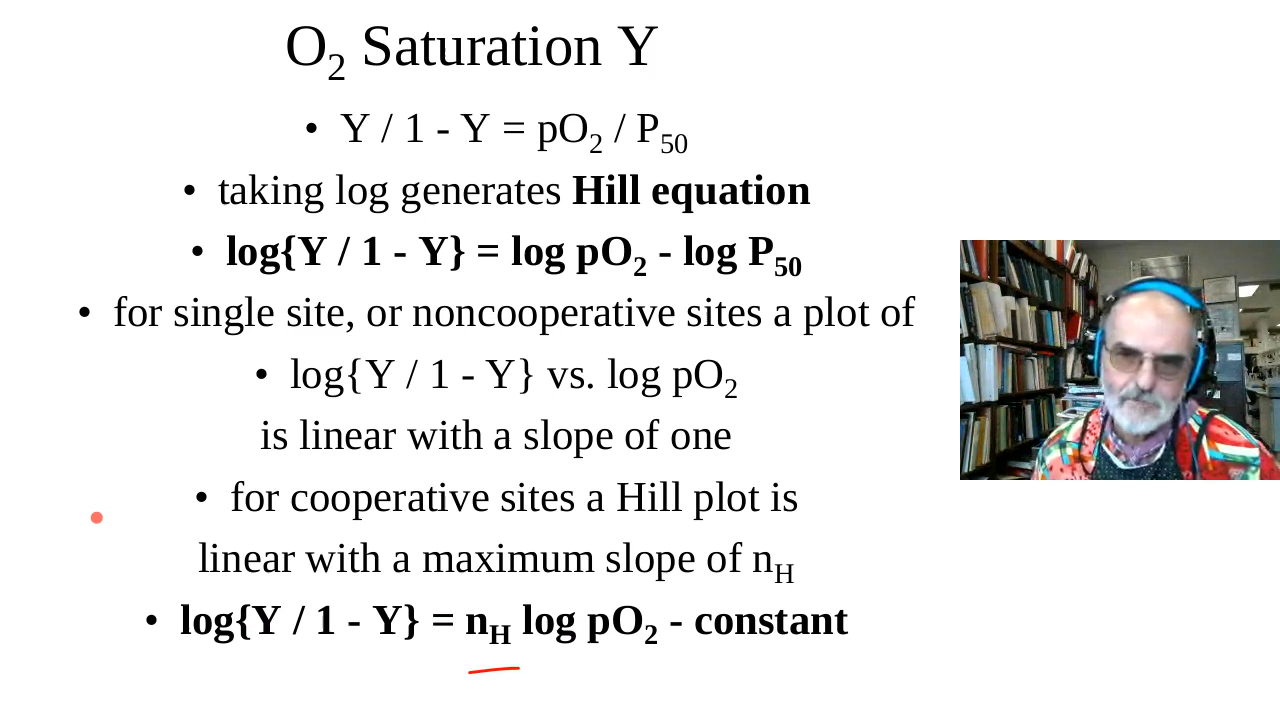 O₂ Saturation Y
• Y / 1 - Y = pO₂ / P₅₀
• taking log generates Hill equation
• log{Y / 1 - Y} = log pO₂ - log P₅₀
• for single site, or noncooperative sites a plot of
• log{Y / 1 - Y} vs. log pO₂
is linear with a slope of one
• for cooperative sites a Hill plot is
linear with a maximum slope of n_H
• log{Y / 1 - Y} = n_H log pO₂ - constant